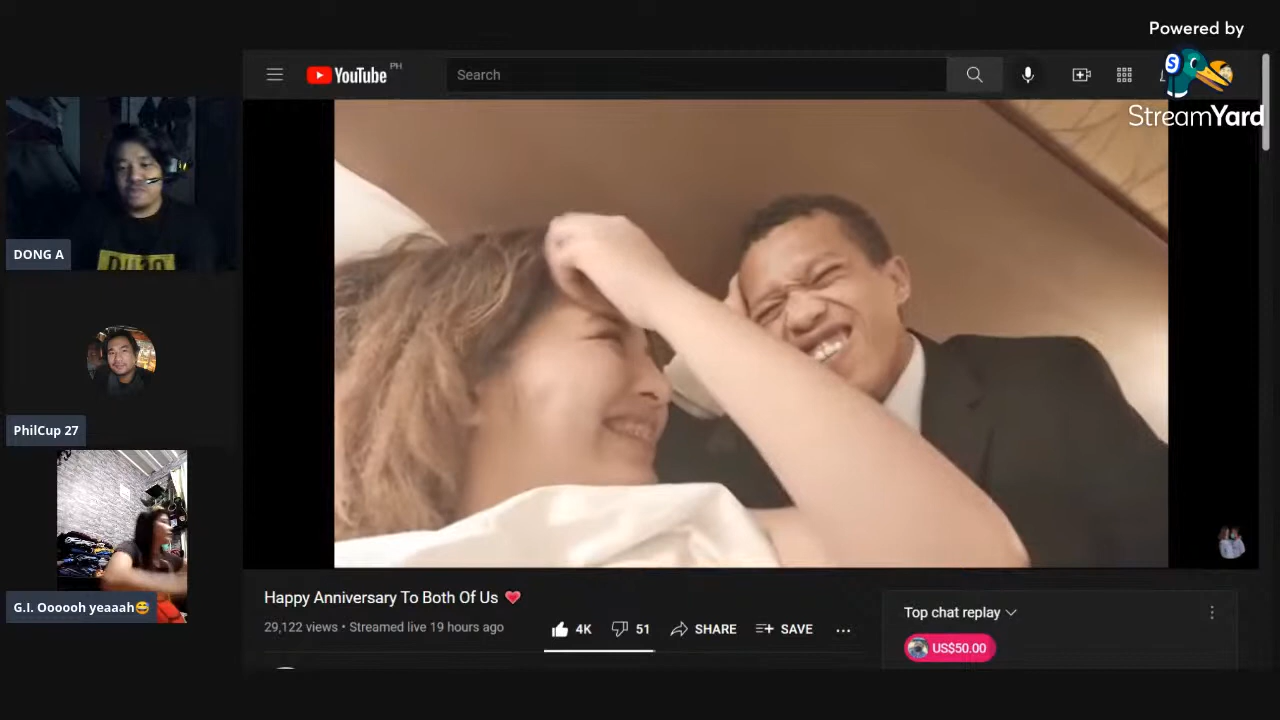 Powered by
StreamYard
YouTube PH
Search
DONG A
PhilCup 27
G.I. Oooooh yeaaah😅
Happy Anniversary To Both Of Us ❤️
29,122 views • Streamed live 19 hours ago
4K
51
SHARE
SAVE
Top chat replay
US$50.00